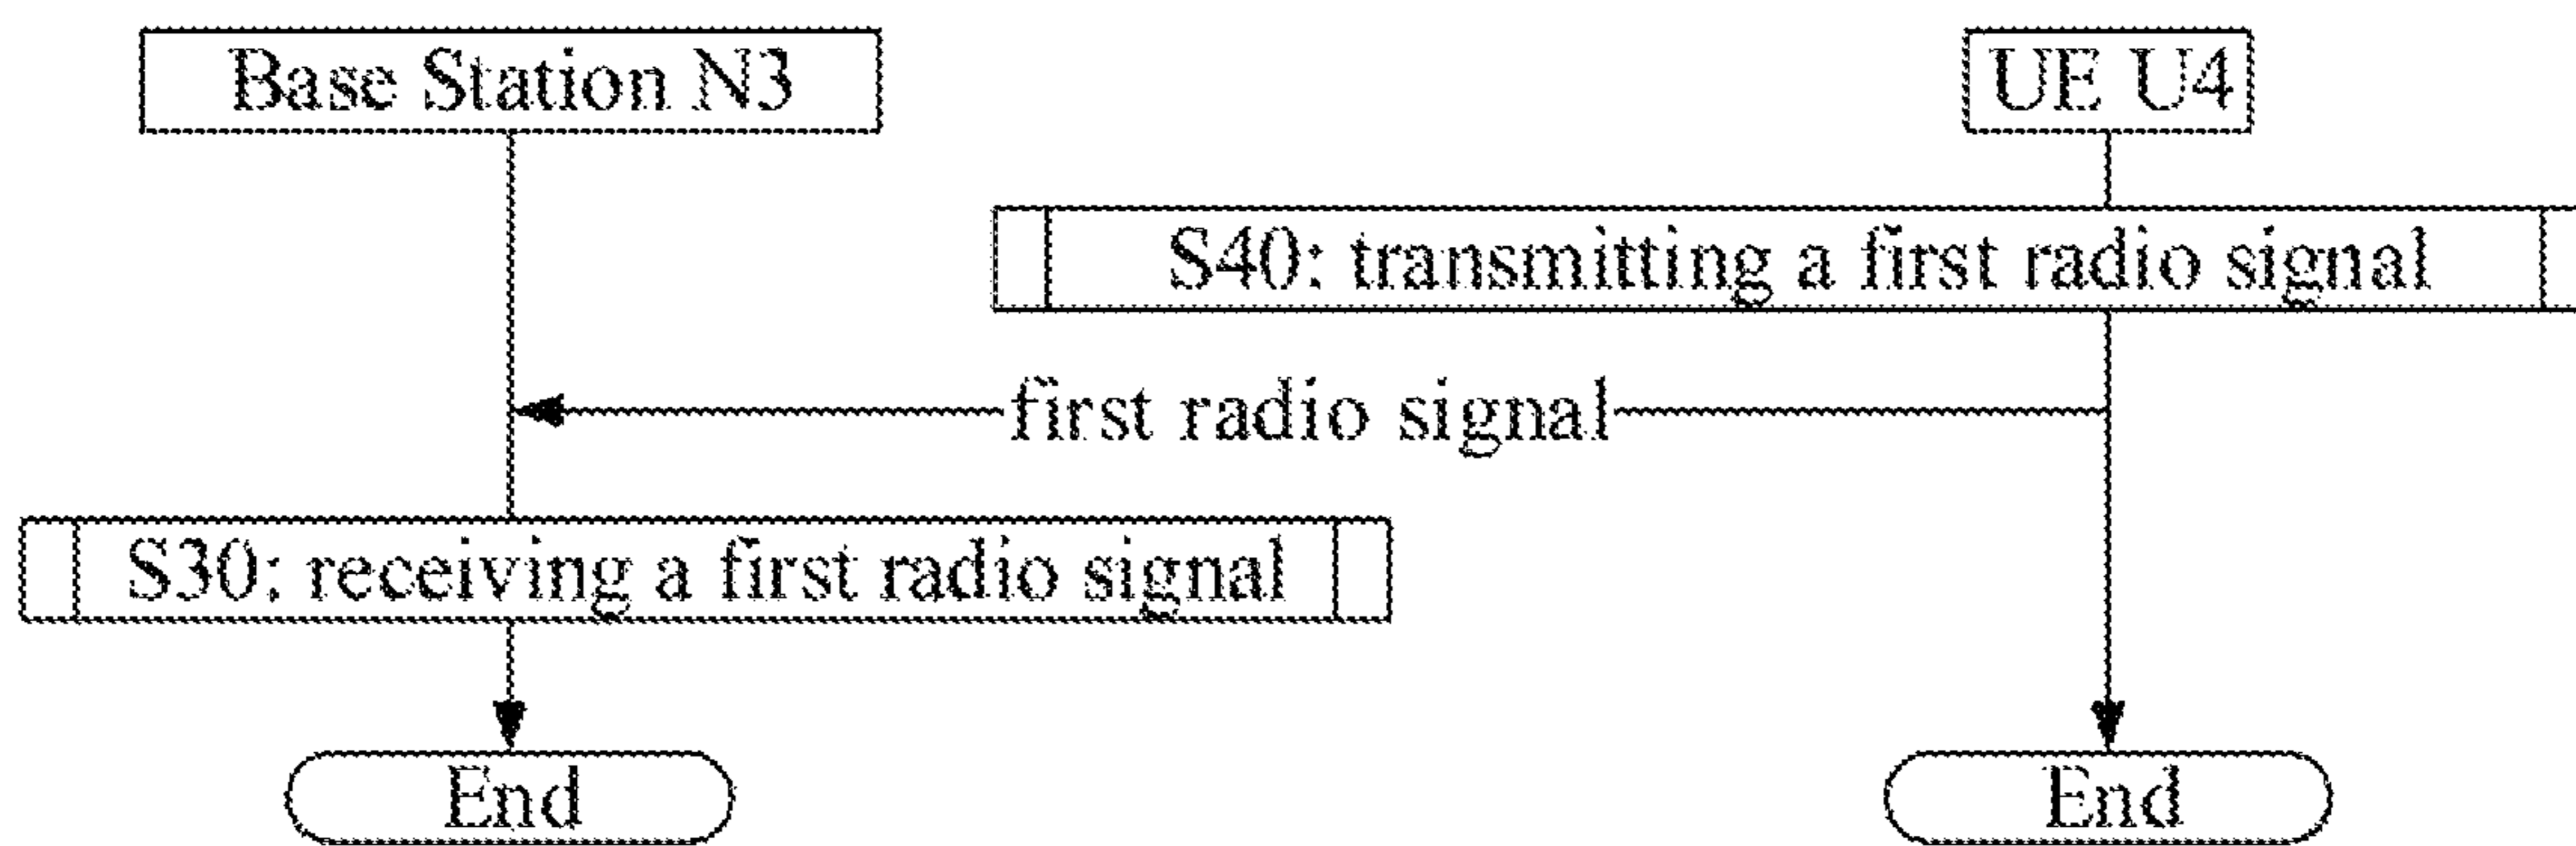 Base Station N3
UE U4
S40: transmitting a first radio signal
first radio signal
S30: receiving a first radio signal
End
End